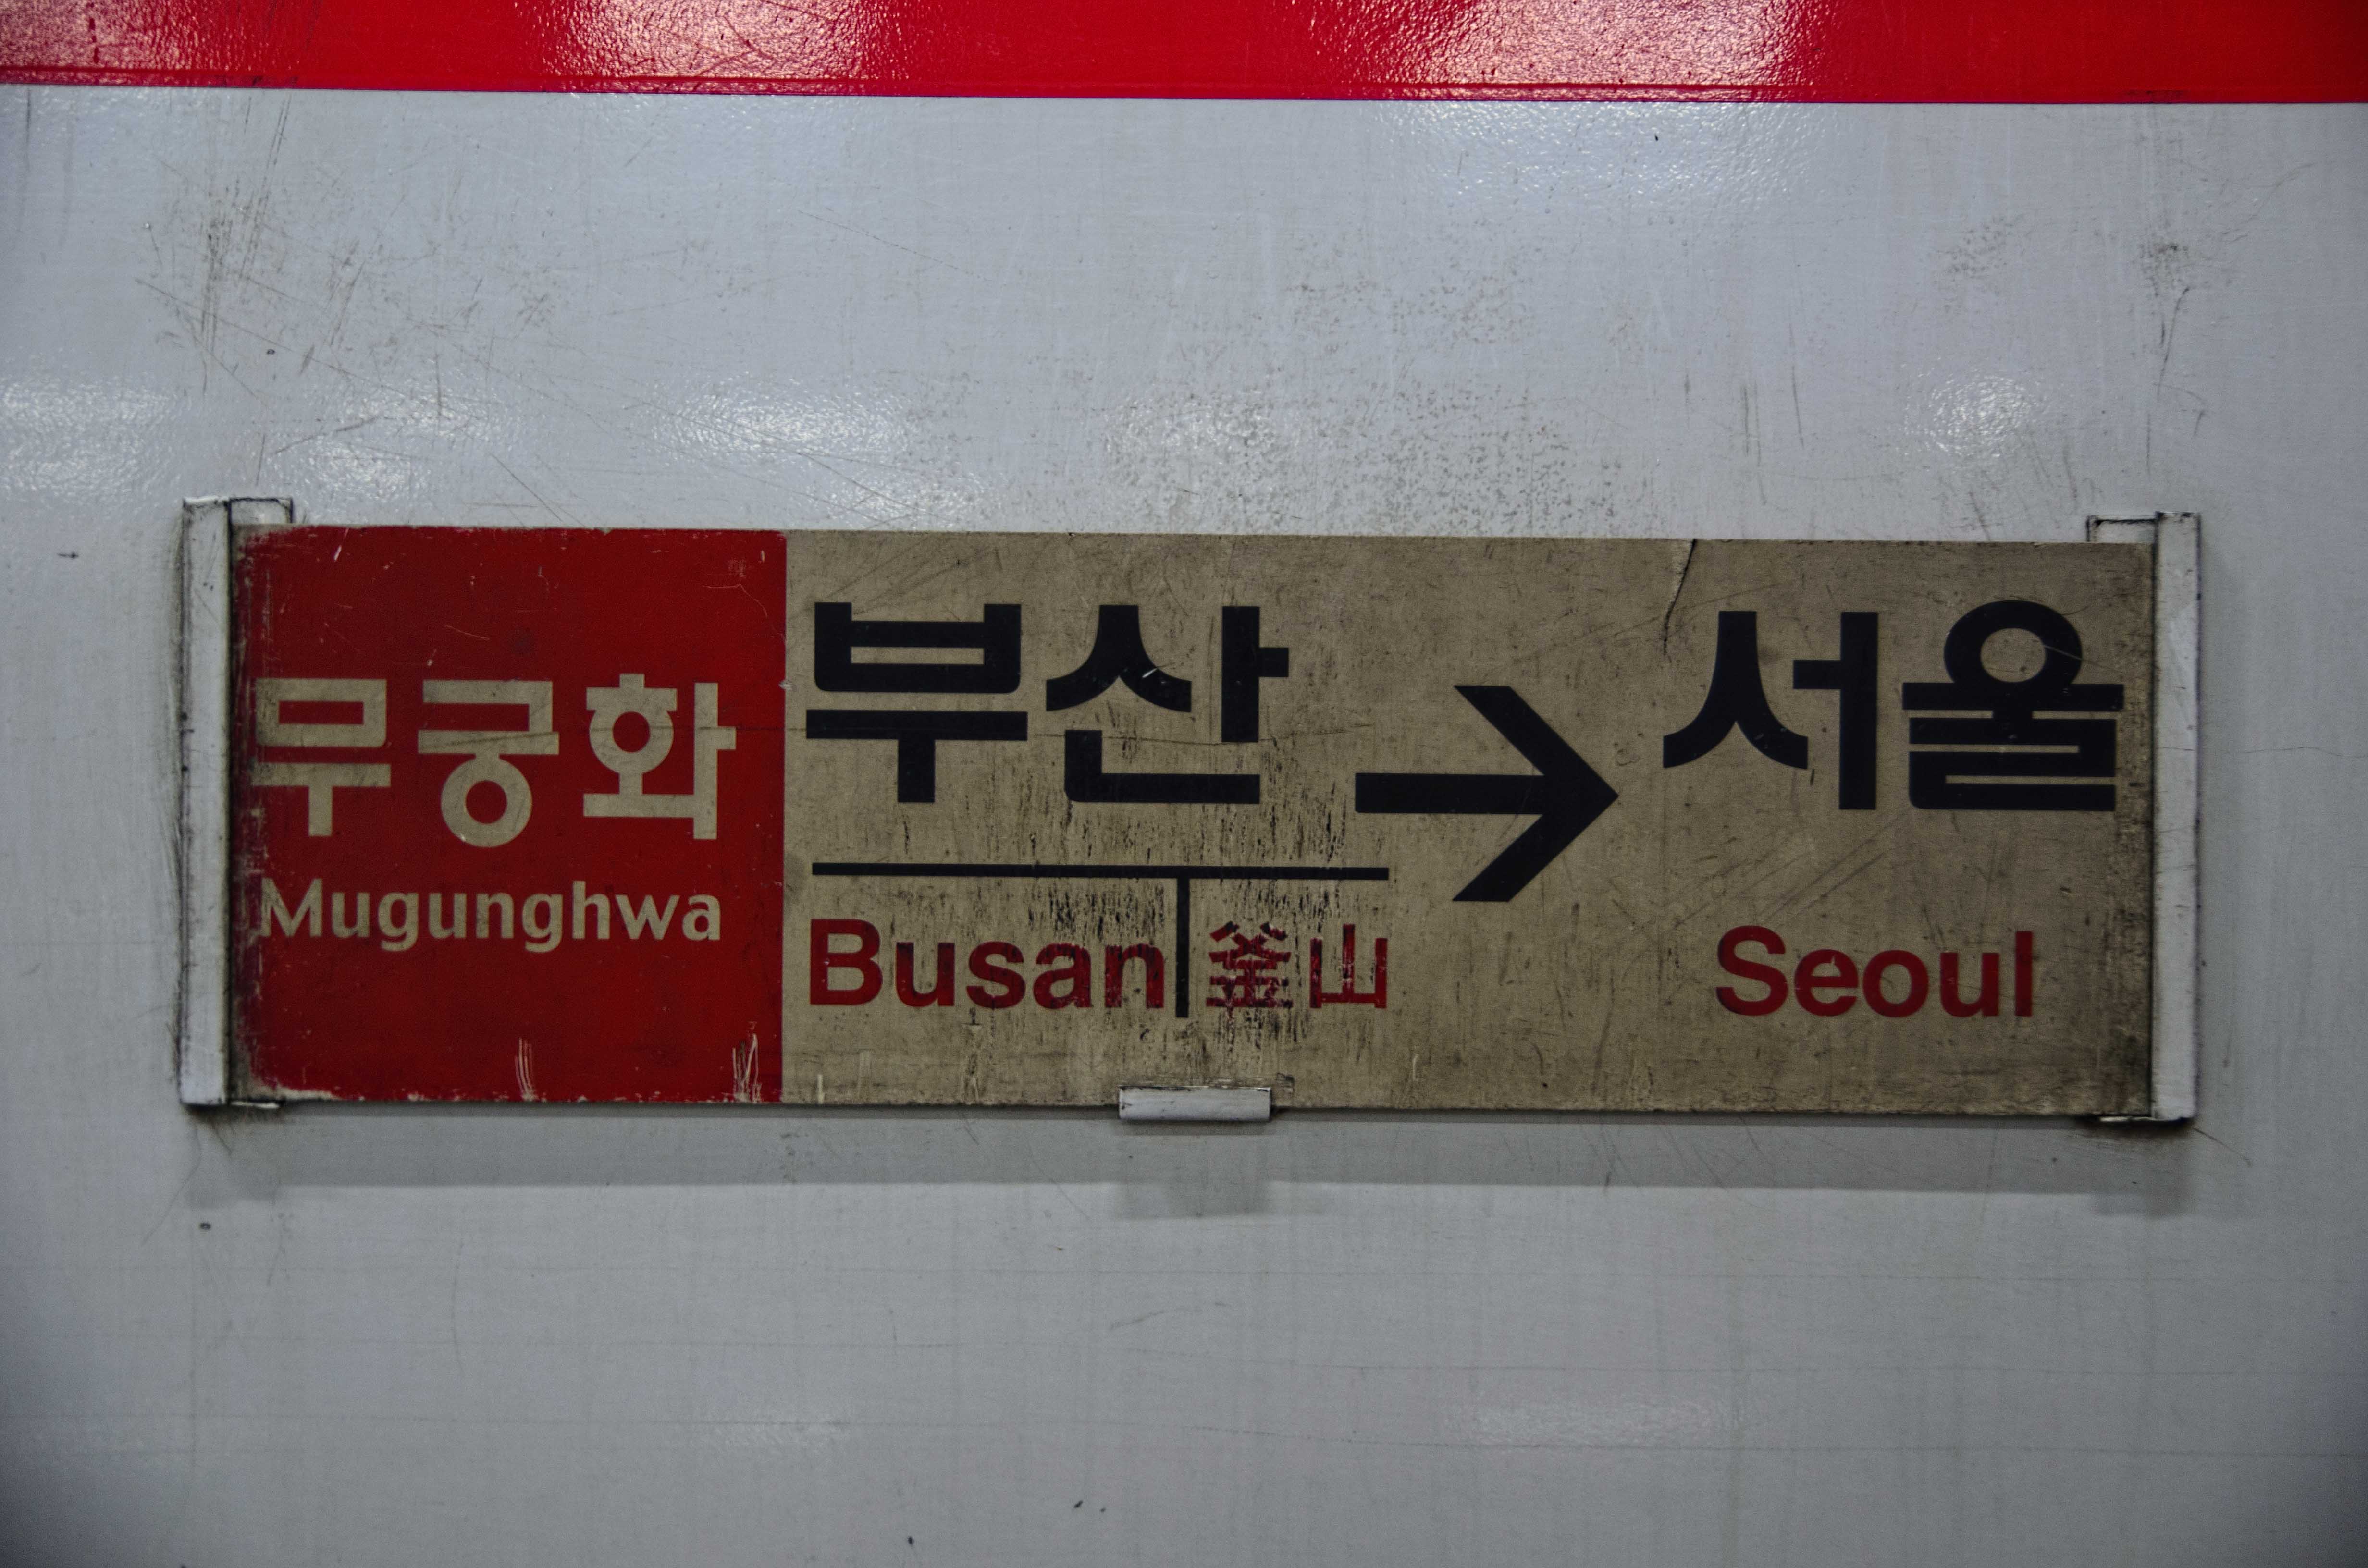 무궁화
Mugunghwa
부산 → 서울
Busan 釜山 Seoul